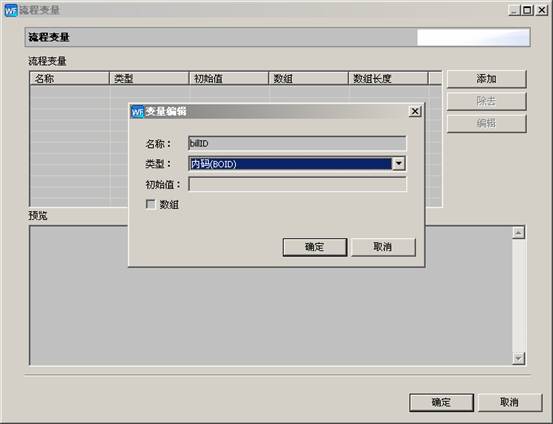 WF 流程变量
流程变量
流程变量
名称 类型 初始值 数组 数组长度
添加
除去
编辑
WF 变量编辑
名称： billID
类型： 内码(BOID)
初始值：
数组
确定 取消
预览
确定 取消